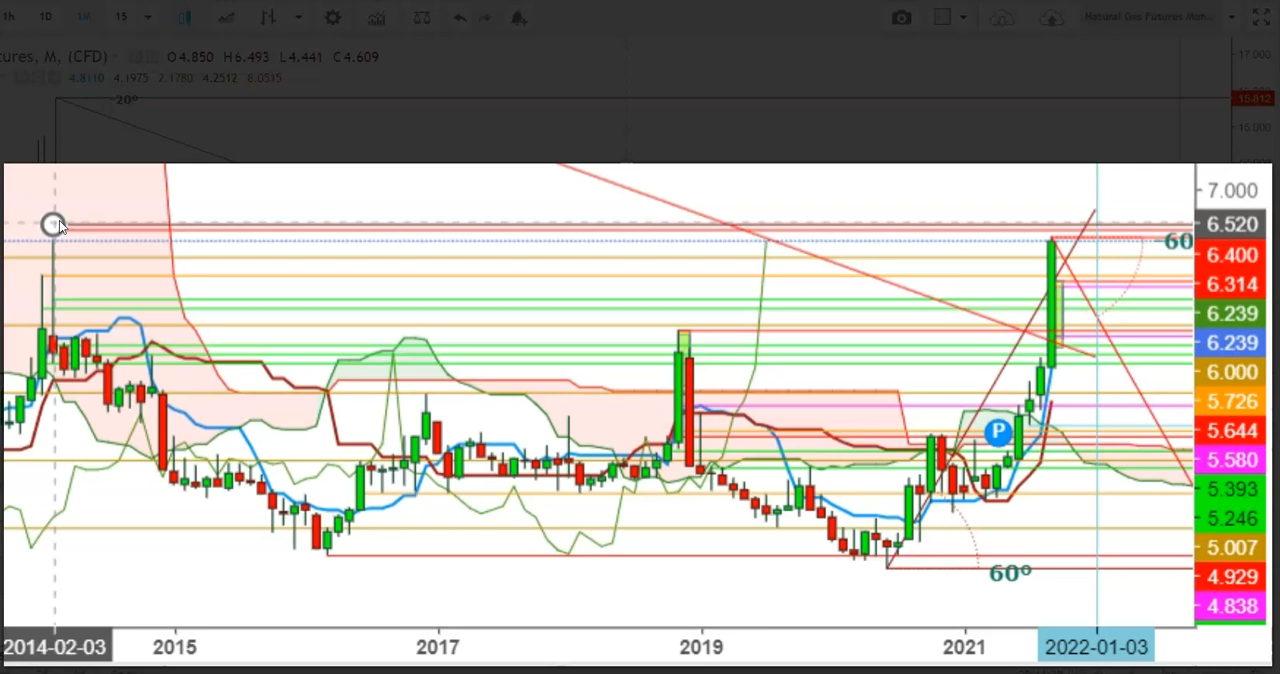 1h 1D 1M 15 Natural Gas Futures Mon...
tures, M, (CFD) O4.850 H6.493 L4.441 C4.609
4.8110 4.1975 2.1780 4.2512 8.0515
17.000
20º
15.812
15.000
7.000
6.520
-60
6.400
6.314
6.239
6.239
6.000
5.726
P
5.644
5.580
5.393
5.246
5.007
60º
4.929
4.838
2014-02-03 2015 2017 2019 2021 2022-01-03